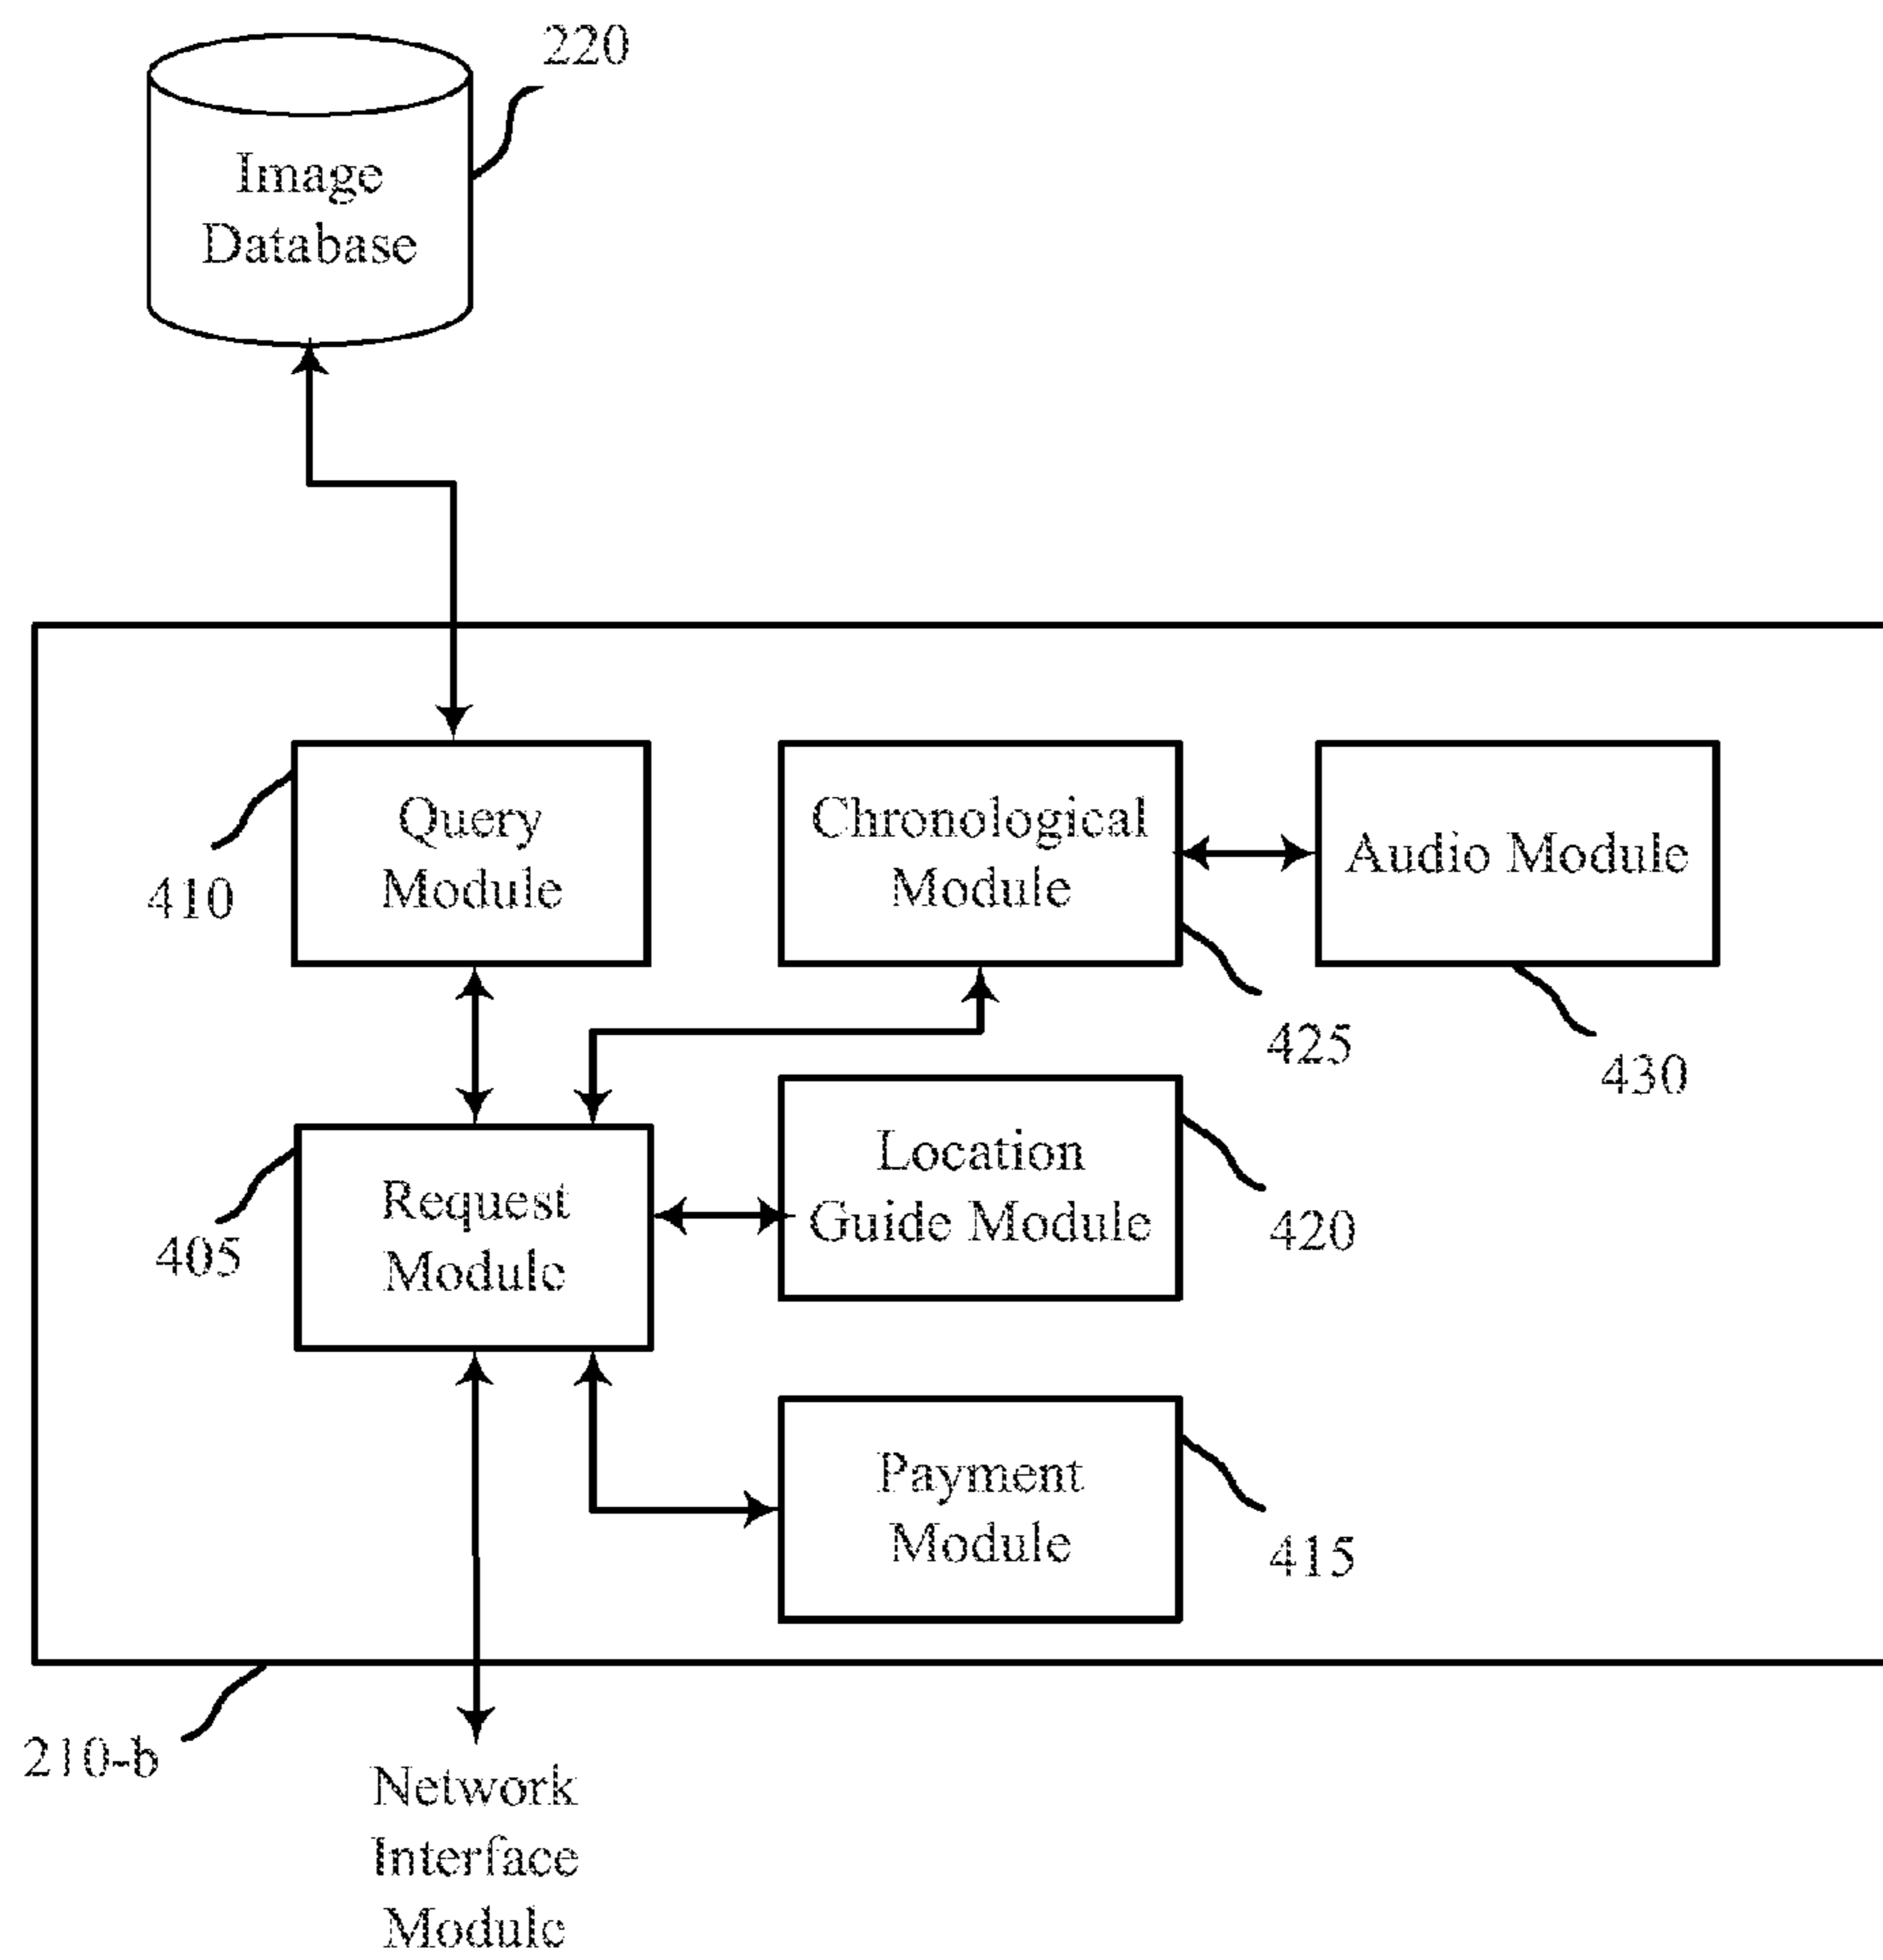 220
Image
Database
Query
Module
410
Chronological
Module
425
Audio Module
430
Request
Module
405
Location
Guide Module
420
Payment
Module
415
210-b
Network
Interface
Module